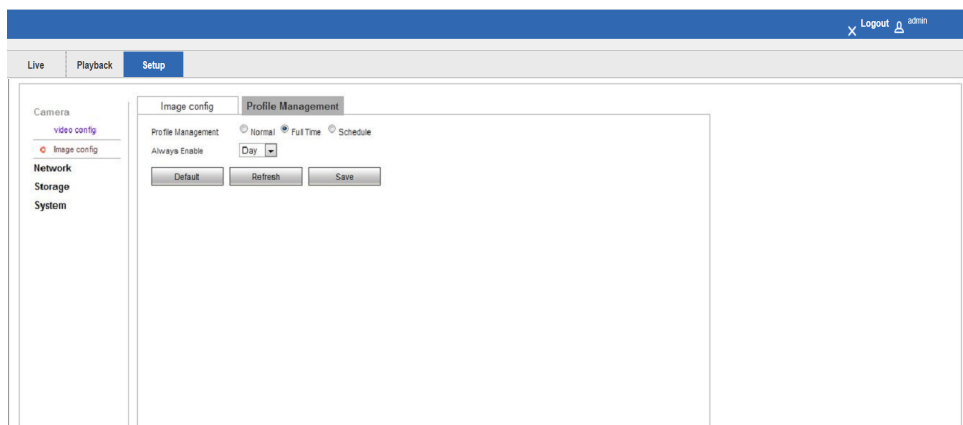 Logout admin
Live Playback Setup
Camera
video config
Image config
Network
Storage
System
Image config Profile Management
Profile Management Normal Full Time Schedule
Always Enable Day
Default Refresh Save